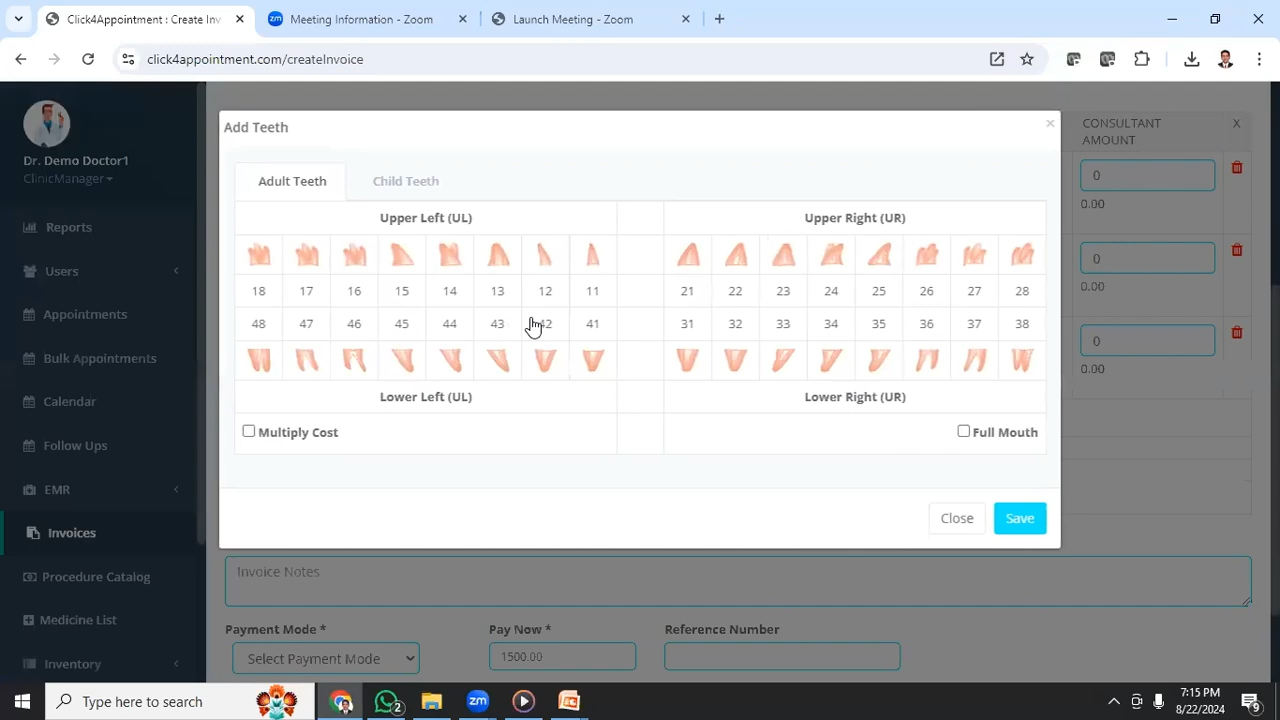 Click4Appointment : Create Inv
Meeting Information - Zoom
Launch Meeting - Zoom
click4appointment.com/createInvoice
Dr. Demo Doctor1
ClinicManager
Reports
Users
Appointments
Bulk Appointments
Calendar
Follow Ups
EMR
Invoices
Procedure Catalog
Medicine List
Inventory
Add Teeth
×
Adult Teeth Child Teeth
Upper Left (UL) Upper Right (UR)
18 17 16 15 14 13 12 11 21 22 23 24 25 26 27 28
48 47 46 45 44 43 42 41 31 32 33 34 35 36 37 38
Lower Left (UL) Lower Right (UR)
Multiply Cost Full Mouth
Close Save
CONSULTANT X
AMOUNT
0
0.00
0
0.00
0
0.00
Invoice Notes
Payment Mode * Pay Now * Reference Number
Select Payment Mode 1500.00
Type here to search
2
zm
7:15 PM
8/22/2024
9